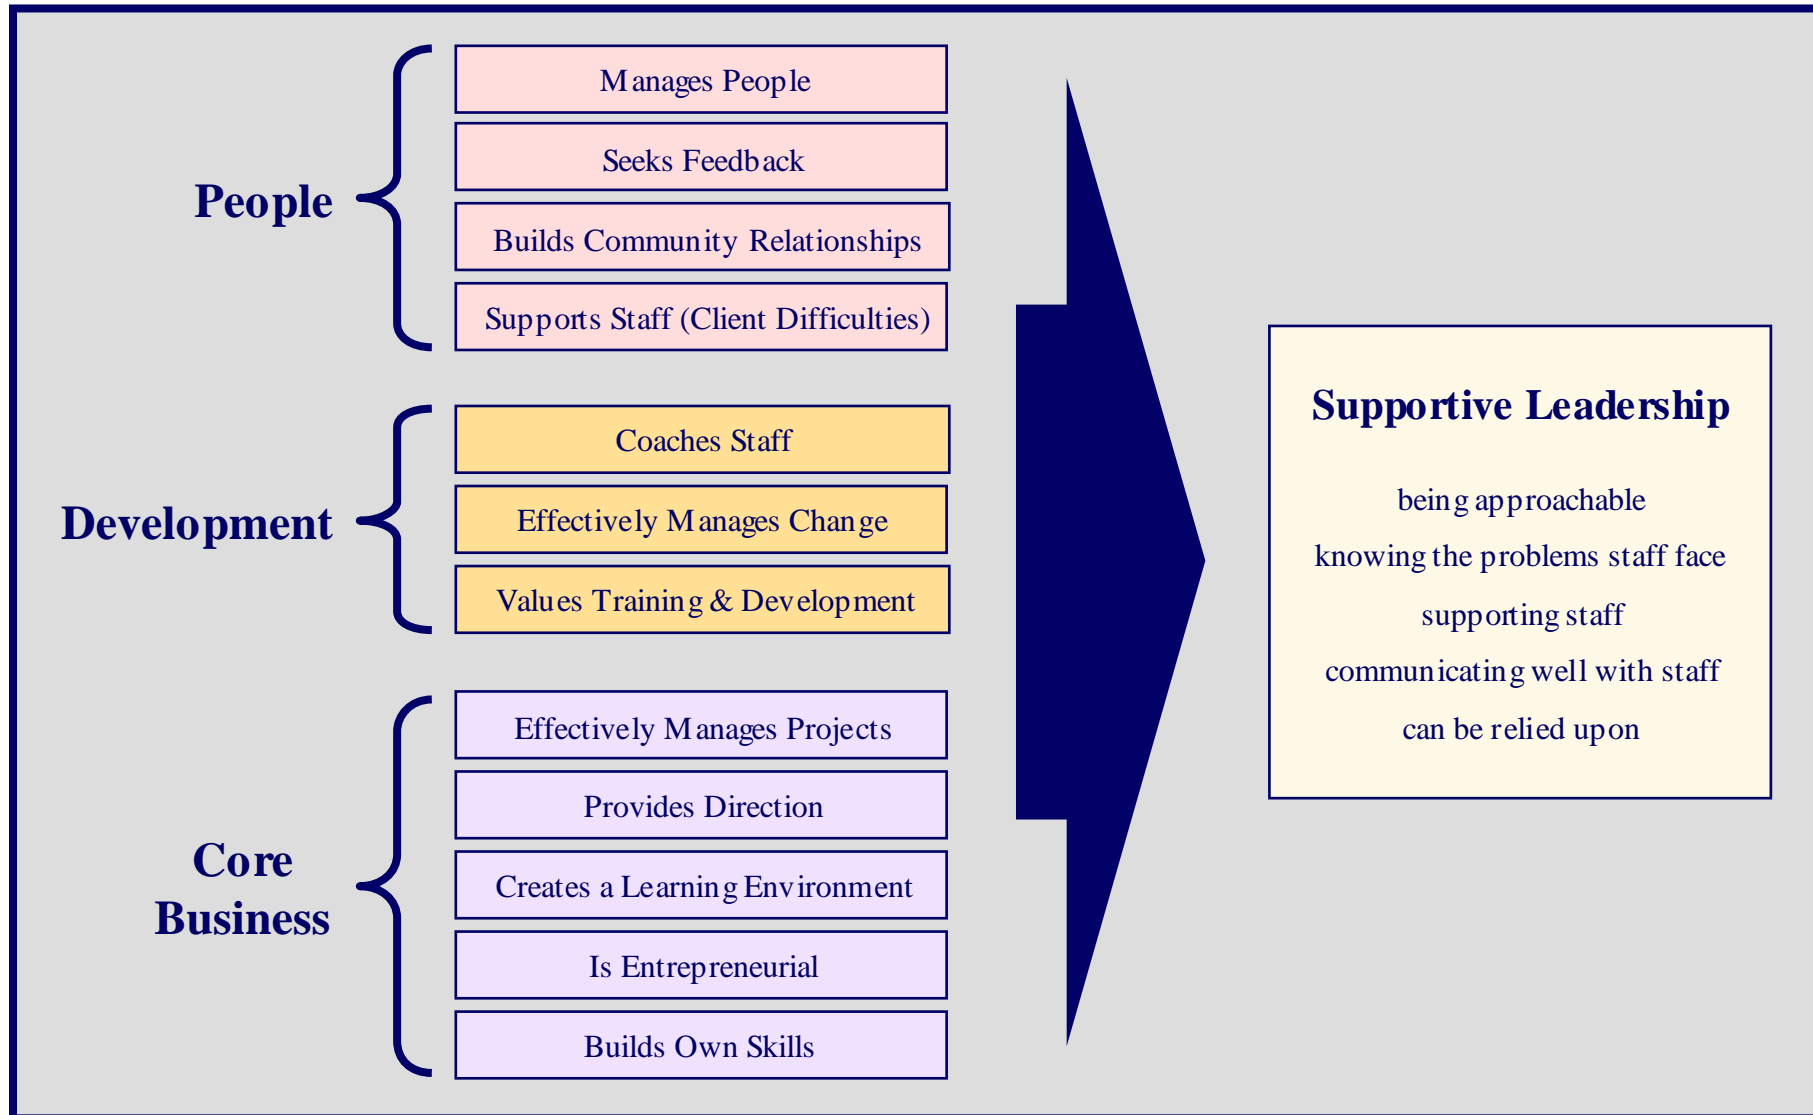 People
Manages People
Seeks Feedback
Builds Community Relationships
Supports Staff (Client Difficulties)
Development
Coaches Staff
Effectively Manages Change
Values Training & Development
Core
Business
Effectively Manages Projects
Provides Direction
Creates a Learning Environment
Is Entrepreneurial
Builds Own Skills
Supportive Leadership
being approachable
knowing the problems staff face
supporting staff
communicating well with staff
can be relied upon